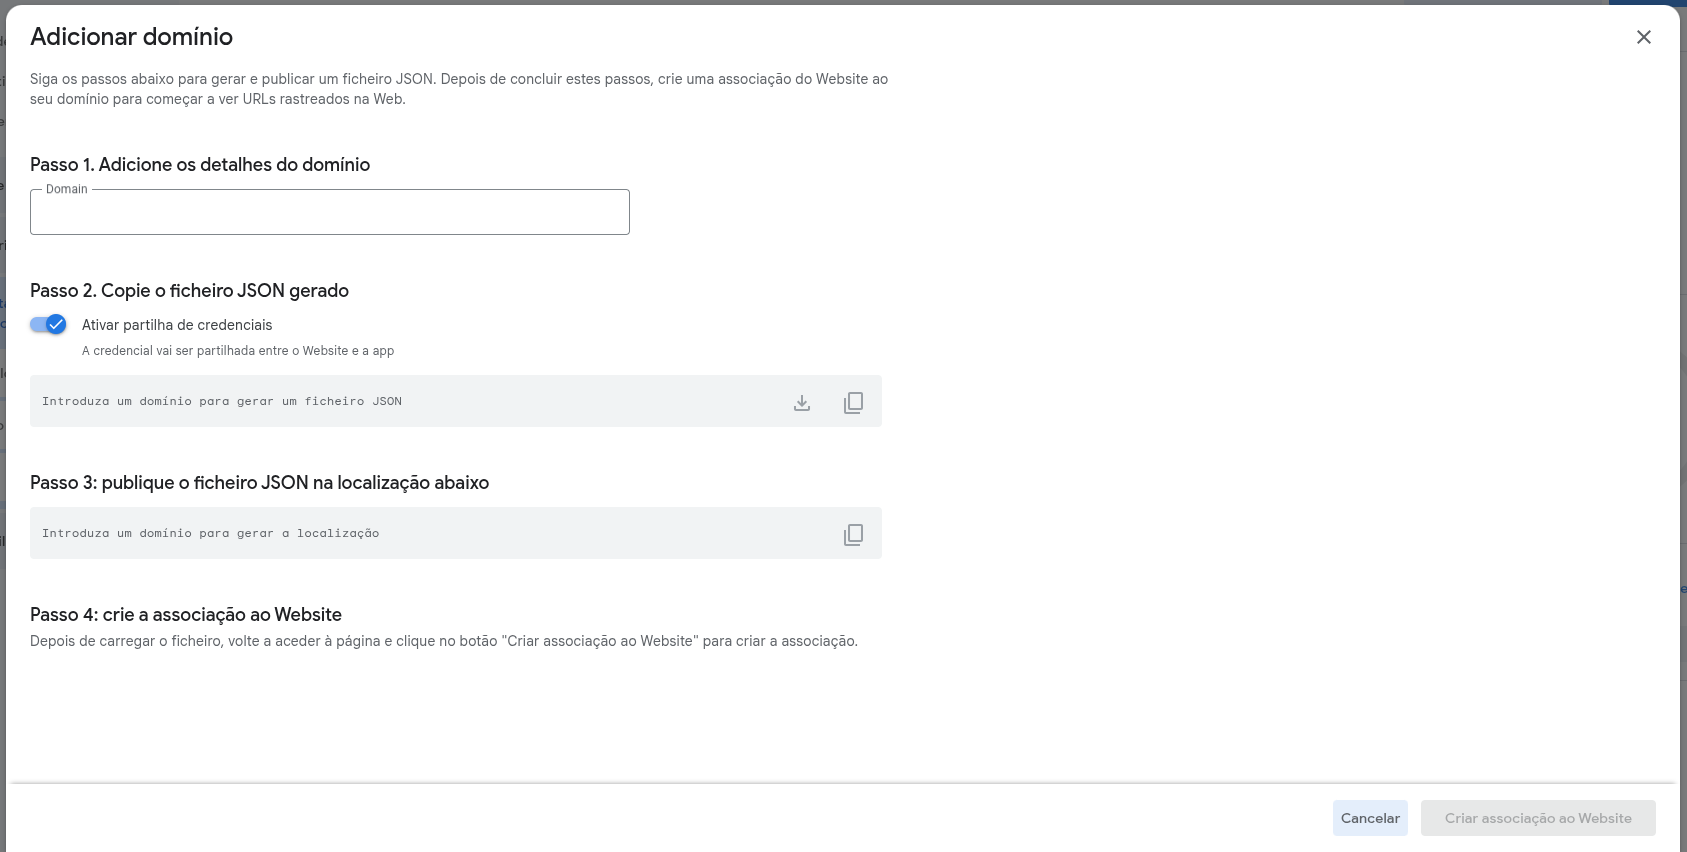 Adicionar domínio
Siga os passos abaixo para gerar e publicar um ficheiro JSON. Depois de concluir estes passos, crie uma associação do Website ao
seu domínio para começar a ver URLs rastreados na Web.
Passo 1. Adicione os detalhes do domínio
Domain
Passo 2. Copie o ficheiro JSON gerado
Ativar partilha de credenciais
A credencial vai ser partilhada entre o Website e a app
Introduza um domínio para gerar um ficheiro JSON
Passo 3: publique o ficheiro JSON na localização abaixo
Introduza um domínio para gerar a localização
Passo 4: crie a associação ao Website
Depois de carregar o ficheiro, volte a aceder à página e clique no botão "Criar associação ao Website" para criar a associação.
Cancelar
Criar associação ao Website